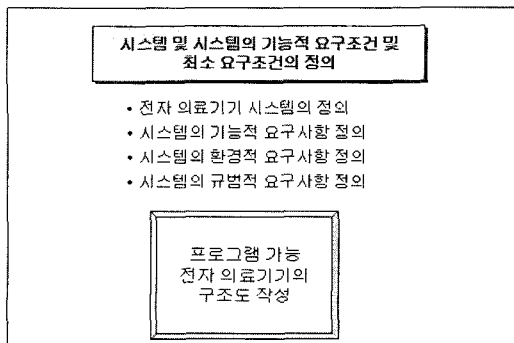 시스템 및 시스템의 기능적 요구조건 및
최소 요구조건의 정의
• 전자 의료기기 시스템의 정의
• 시스템의 기능적 요구사항 정의
• 시스템의 환경적 요구사항 정의
• 시스템의 규범적 요구사항 정의
프로그램 가능
전자 의료기기의
구조도 작성